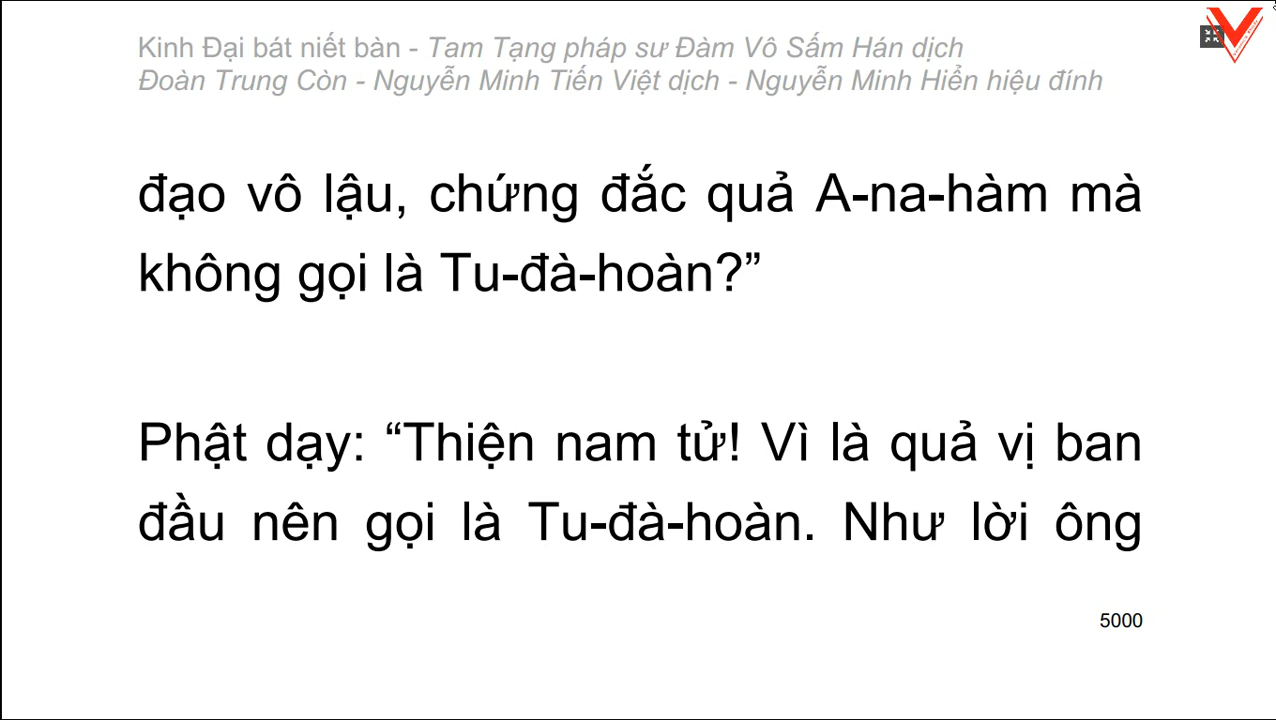 Kinh Đại bát niết bàn - Tam Tạng pháp sư Đàm Vô Sấm Hán dịch
Đoàn Trung Còn - Nguyễn Minh Tiến Việt dịch - Nguyễn Minh Hiển hiệu đính
đạo vô lậu, chứng đắc quả A-na-hàm mà
không gọi là Tu-đà-hoàn?”
Phật dạy: “Thiện nam tử! Vì là quả vị ban
đầu nên gọi là Tu-đà-hoàn. Như lời ông
5000